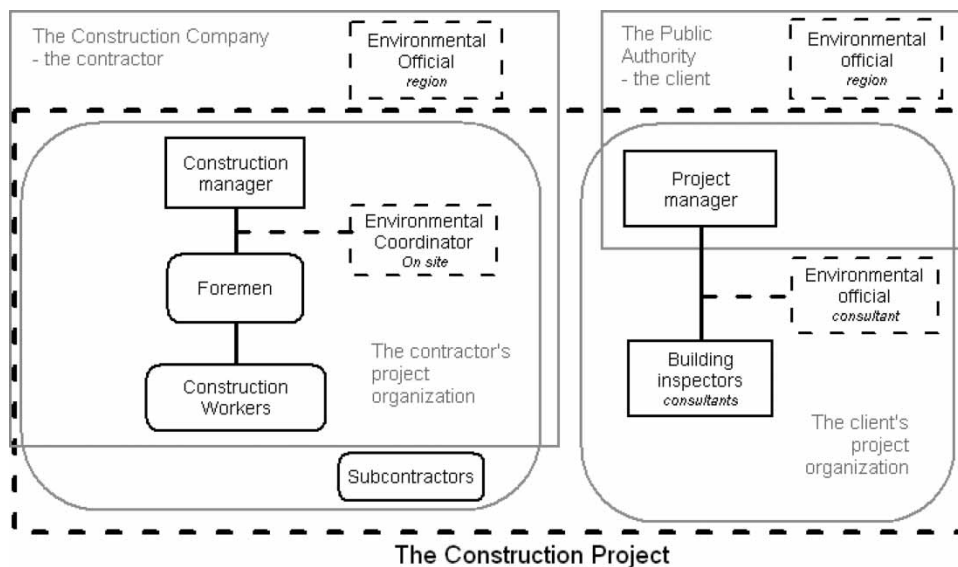 The Construction Company
- the contractor
Environmental
Official
region
The Public
Authority
- the client
Environmental
official
region
Construction
manager
Environmental
Coordinator
On site
Foremen
Construction
Workers
The contractor's
project
organization
Subcontractors
Project
manager
Environmental
official
consultant
Building
inspectors
consultants
The client's
project
organization
The Construction Project